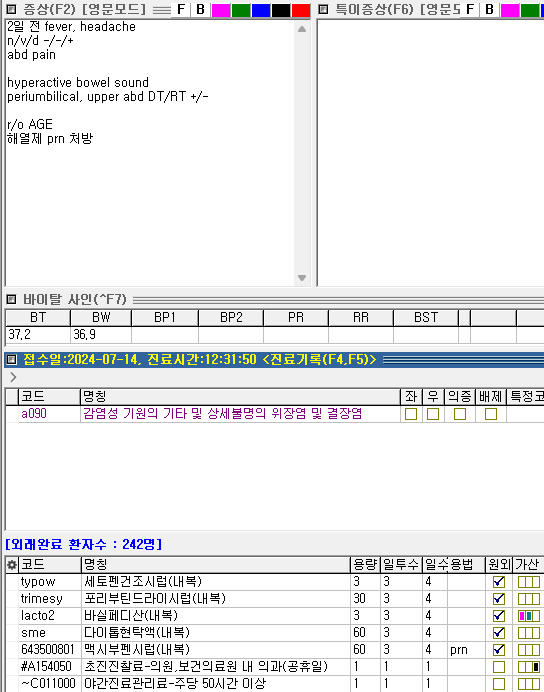 증상(F2) [영문모드] F B
특이증상(F6) [영문5 F B
2일 전 fever, headache
n/v/d -/-/+
abd pain
hyperactive bowel sound
periumbilical, upper abd DT/RT +/-
r/o AGE
해열제 prn 처방
바이탈 사인(^F7)
BT BW BP1 BP2 PR RR BST
37,2 36,9
접수일:2024-07-14, 진료시간:12:31:50 <진료기록(F4,F5)>
코드 명칭 좌 우 의증 배제 특정코
a090 감염성 기원의 기타 및 상세불명의 위장염 및 결장염
[외래완료 환자수 : 242명]
코드 명칭 용량 일투수 일수 용법 원외 가산
typow 세토펜건조시럽(내복) 3 3 4
trimesy 포리부틴드라이시럽(내복) 30 3 4
lacto2 바실페디산(내복) 3 3 4
sme 다이톱현탁액(내복) 60 3 4
643500801 맥시부펜시럽(내복) 60 3 4 prn
#A154050 초진진찰료-의원,보건의료원 내 의과(공휴일) 1 1 1
~C011000 야간진료관리료-주당 50시간 이상 1 1 1